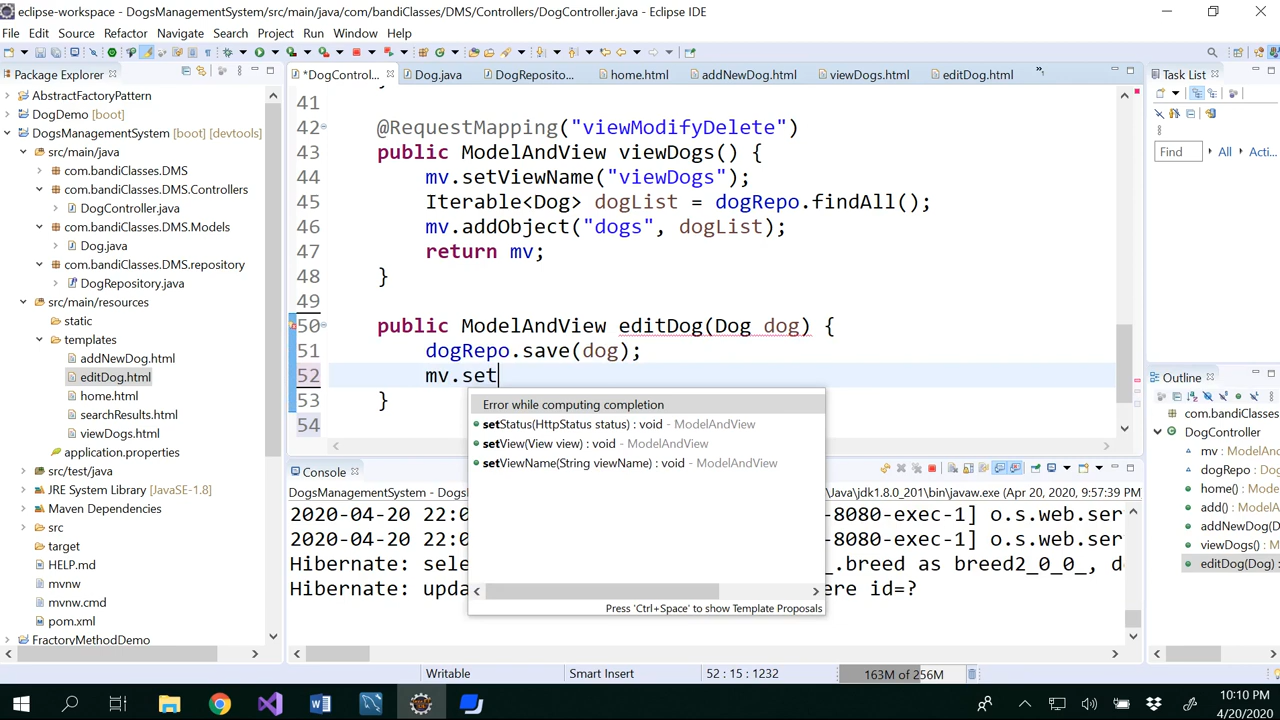 eclipse-workspace - DogsManagementSystem/src/main/java/com/bandiClasses/DMS/Controllers/DogController.java - Eclipse IDE
File Edit Source Refactor Navigate Search Project Run Window Help
Package Explorer
*DogControl...
Dog.java
DogReposito...
home.html
addNewDog.html
viewDogs.html
editDog.html
Task List
AbstractFactoryPattern
DogDemo [boot]
DogsManagementSystem [boot] [devtools]
src/main/java
com.bandiClasses.DMS
com.bandiClasses.DMS.Controllers
DogController.java
com.bandiClasses.DMS.Models
Dog.java
com.bandiClasses.DMS.repository
DogRepository.java
src/main/resources
static
templates
addNewDog.html
editDog.html
home.html
searchResults.html
viewDogs.html
application.properties
src/test/java
JRE System Library [JavaSE-1.8]
Maven Dependencies
src
target
HELP.md
mvnw
mvnw.cmd
pom.xml
FractoryMethodDemo
41
42 @RequestMapping("viewModifyDelete")
43 public ModelAndView viewDogs() {
44 mv.setViewName("viewDogs");
45 Iterable<Dog> dogList = dogRepo.findAll();
46 mv.addObject("dogs", dogList);
47 return mv;
48 }
49
50 public ModelAndView editDog(Dog dog) {
51 dogRepo.save(dog);
52 mv.set
53 }
54
Error while computing completion
setStatus(HttpStatus status) : void - ModelAndView
setView(View view) : void - ModelAndView
setViewName(String viewName) : void - ModelAndView
Press 'Ctrl+Space' to show Template Proposals
Find All Acti...
Outline
com.bandiClasses
DogController
mv : Mode
dogRepo :
home() : Mode
add() : ModelA
addNewDog(D
viewDogs() :
editDog(Dog) :
Console
DogsManagementSystem - Dogs
\Java\jdk1.8.0_201\bin\javaw.exe (Apr 20, 2020, 9:57:39 PM)
2020-04-20 22:0 -8080-exec-1] o.s.web.ser
2020-04-20 22:0 -8080-exec-1] o.s.web.ser
Hibernate: sele _.breed as breed2_0_0_, d
Hibernate: upda ere id=?
Writable Smart Insert 52 : 15 : 1232 163M of 256M
10:10 PM
4/20/2020